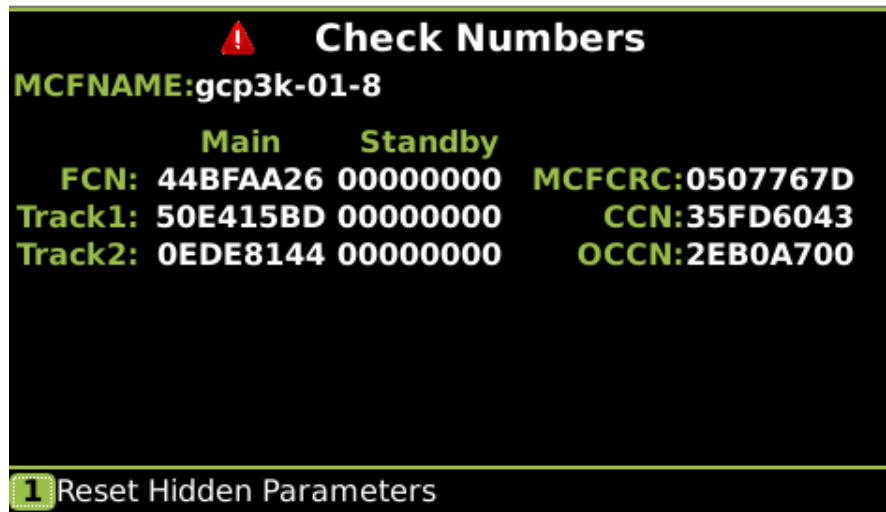 Check Numbers
MCFNAME:gcp3k-01-8
Main Standby
FCN: 44BFAA26 00000000 MCFCRC:0507767D
Track1: 50E415BD 00000000 CCN:35FD6043
Track2: 0EDE8144 00000000 OCCN:2EB0A700
1 Reset Hidden Parameters